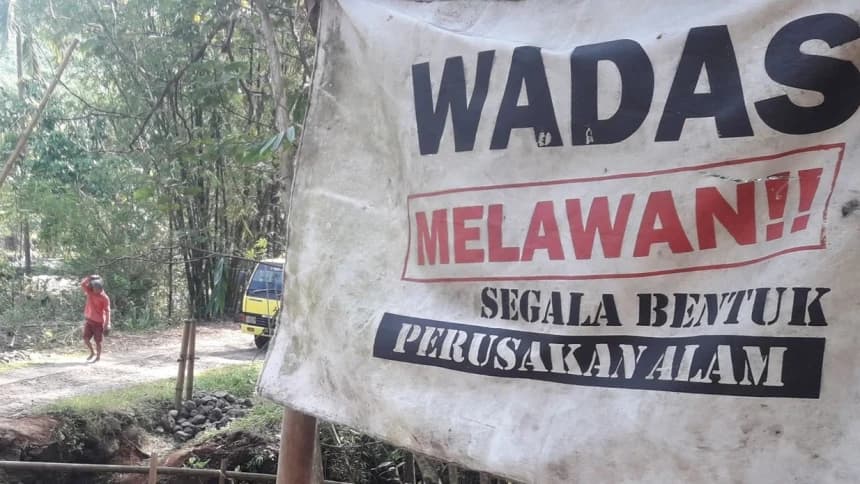 WADAS
MELAWAN!!
SEGALA BENTUK
PERUSAKAN ALAM